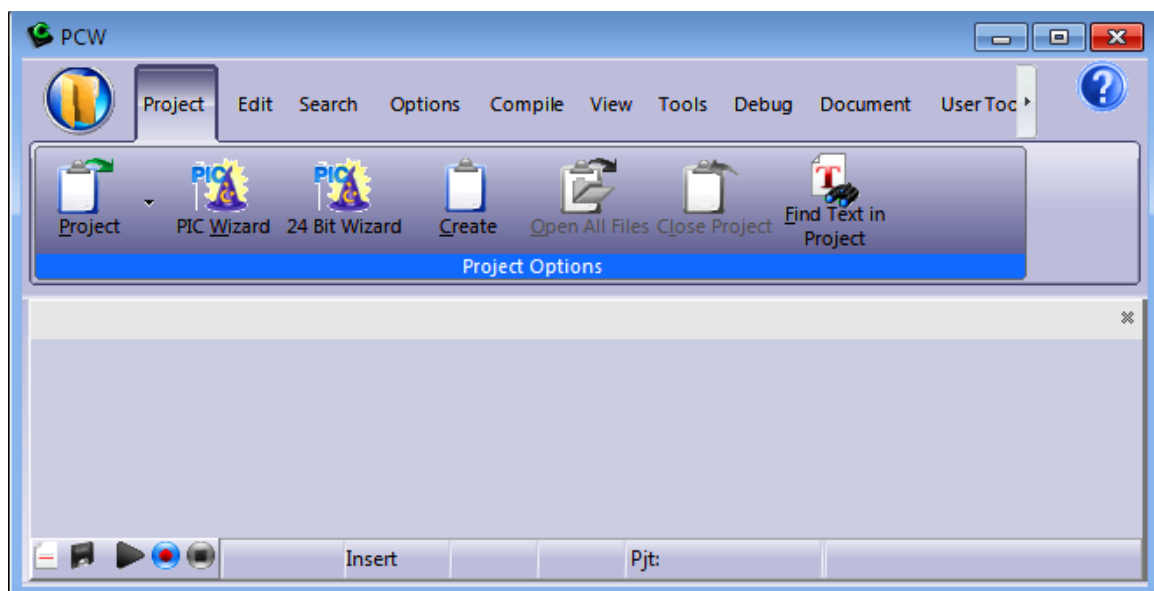 PCW
Project Edit Search Options Compile View Tools Debug Document User Too
?
PIC PIC T
Project PIC Wizard 24 Bit Wizard Create Open All Files Close Project Find Text in
Project
Project Options
Insert Pjt: